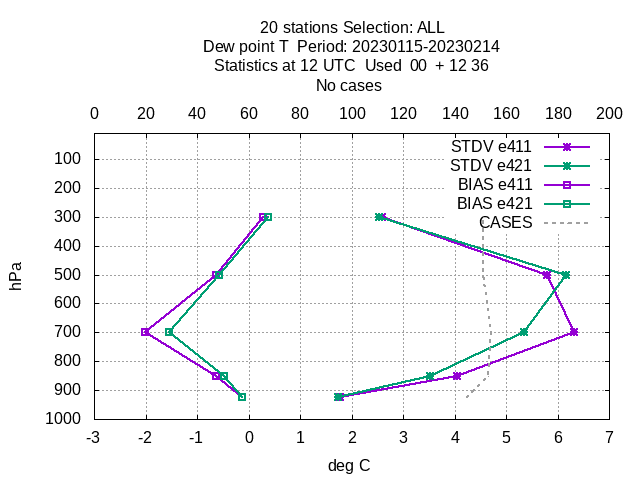 20 stations Selection: ALL
Dew point T  Period: 20230115-20230214
Statistics at 12 UTC  Used  00  + 12 36
No cases
0 20 40 60 80 100 120 140 160 180 200
STDV e411
STDV e421
BIAS e411
BIAS e421
CASES
100
200
300
400
500
600
700
800
900
1000
hPa
-3 -2 -1 0 1 2 3 4 5 6 7
deg C